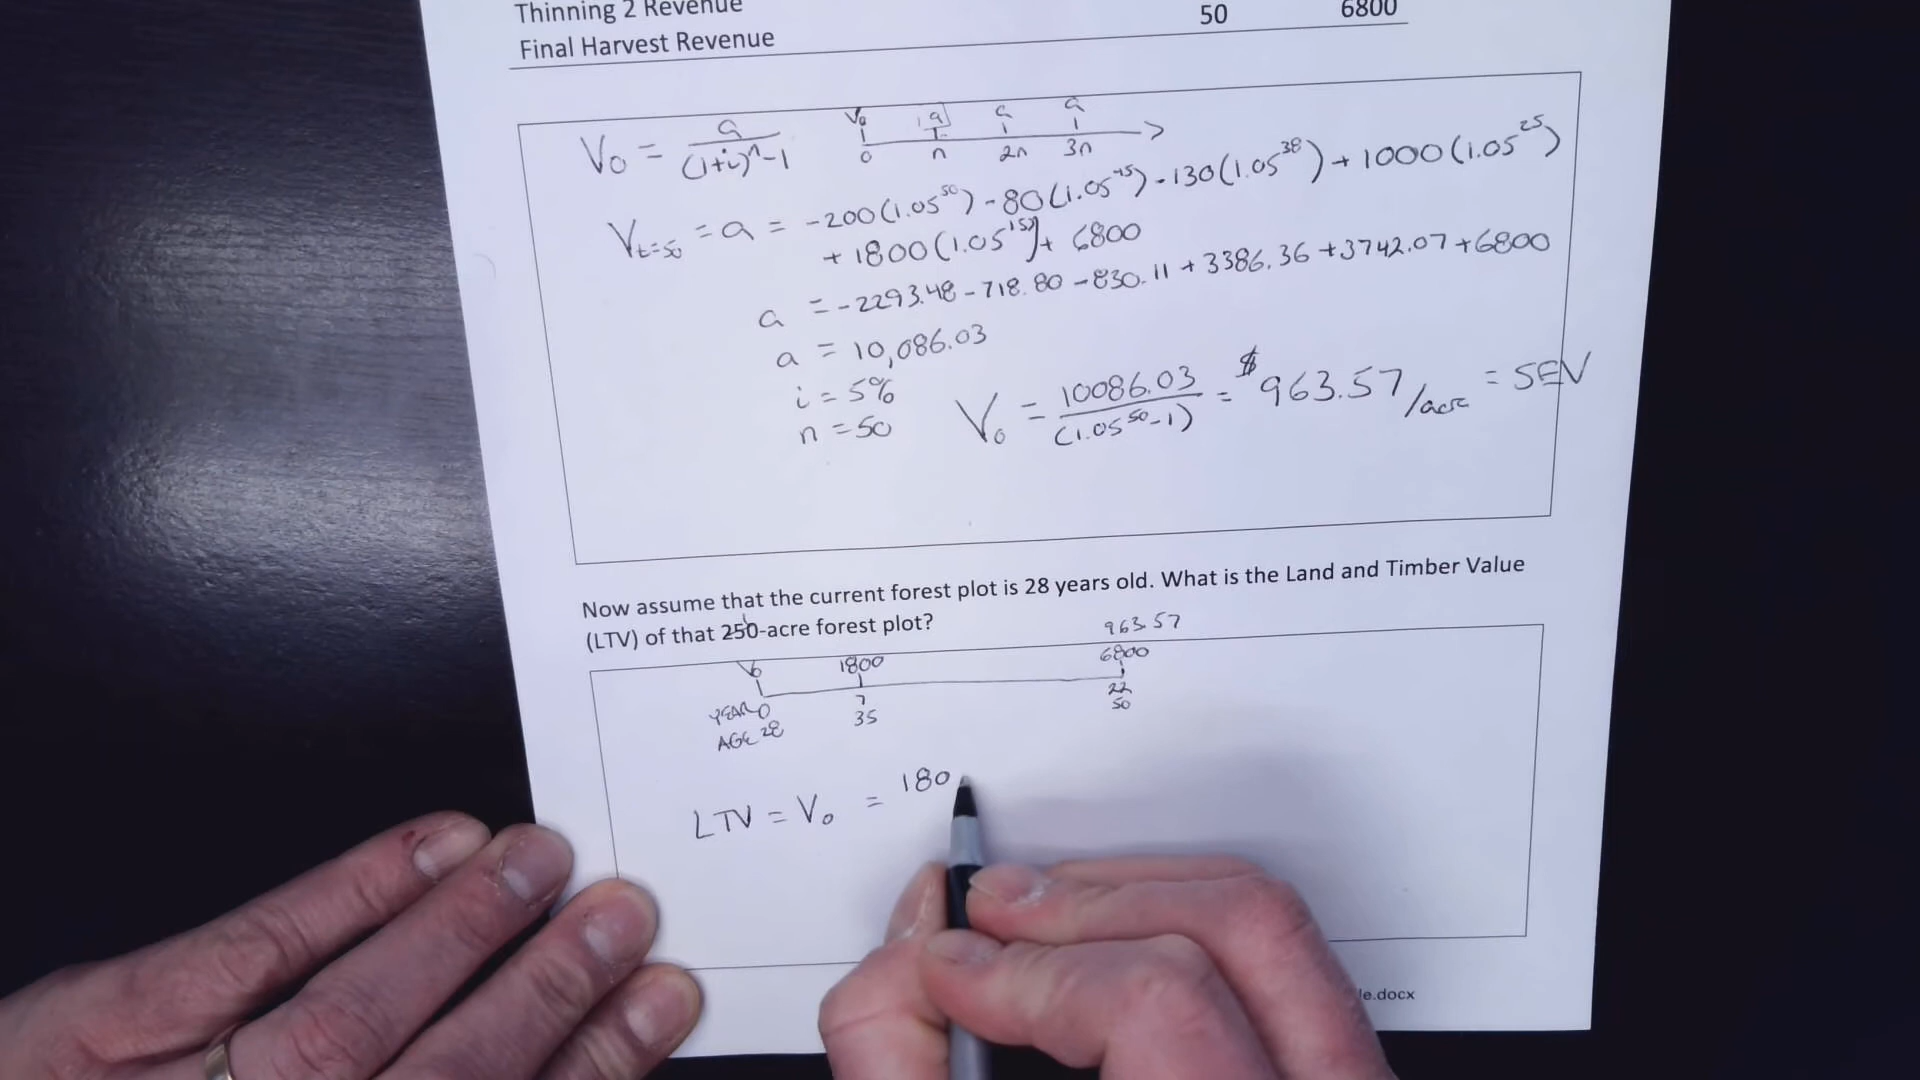 Thinning 2 Revenue
Final Harvest Revenue 50 6800
V₀ = a / (1+i)ⁿ-1
V₀ a a a
0 n 2n 3n
Vₜ₌₅₀ = a = -200(1.05⁵⁰) - 80(1.05⁴⁵) - 130(1.05³⁸) + 1000(1.05²⁵)
+ 1800(1.05¹⁵) + 6800
a = -2293.48 - 718.80 - 830.11 + 3386.36 + 3742.07 + 6800
a = 10,086.03
i = 5%
n = 50
V₀ = 10086.03 / (1.05⁵⁰-1) = $963.57/acre = SEV
Now assume that the current forest plot is 28 years old. What is the Land and Timber Value
(LTV) of that 250-acre forest plot?
963.57
V₀ 1800 6800
YEAR 0 7 22
AGE 28 35 50
LTV = V₀ = 180
le.docx